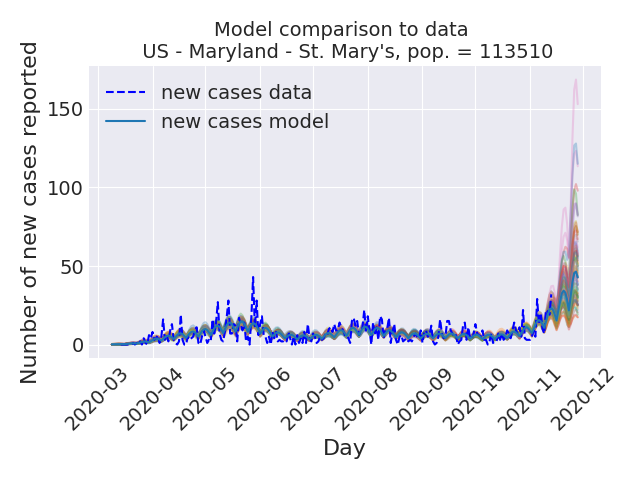 Model comparison to data
US - Maryland - St. Mary's, pop. = 113510
Number of new cases reported
150
100
50
0
new cases data
new cases model
2020-03
2020-04
2020-05
2020-06
2020-07
2020-08
2020-09
2020-10
2020-11
2020-12
Day